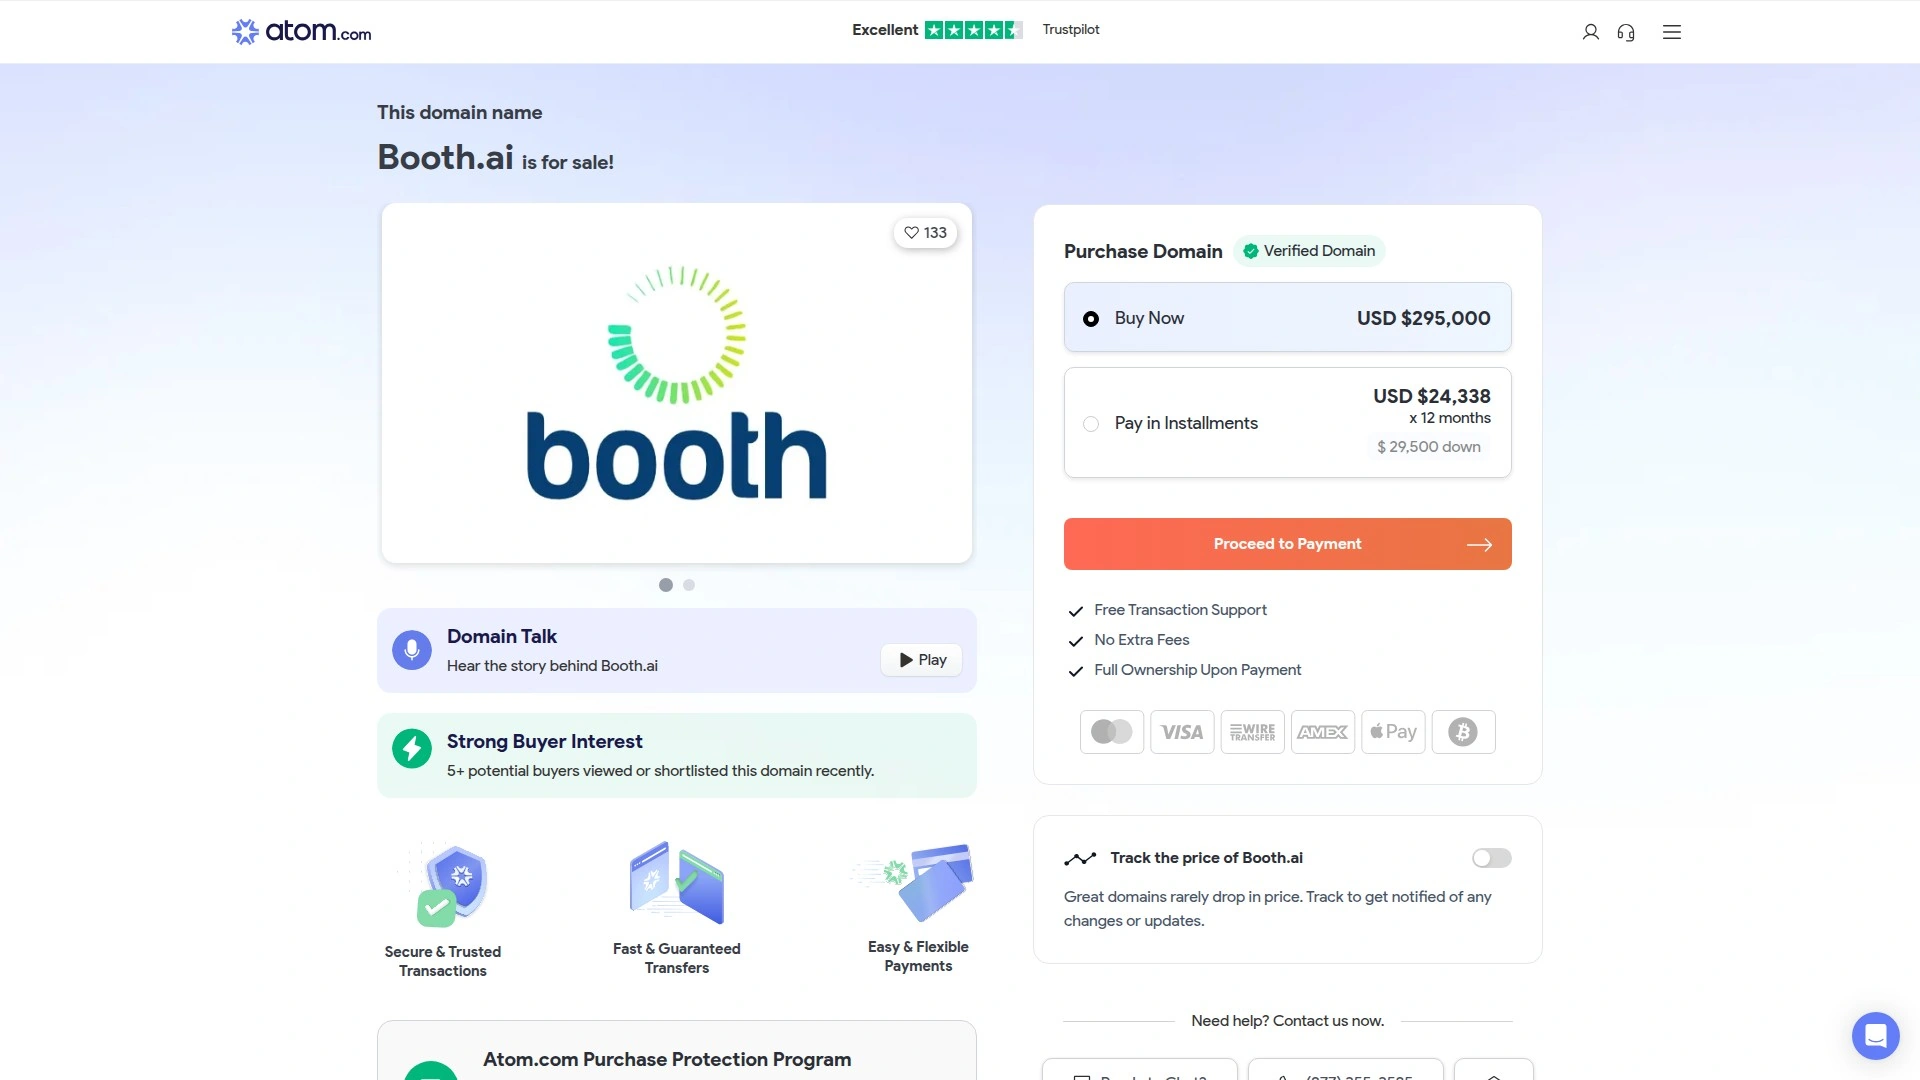 atom.com
Excellent
Trustpilot
This domain name
Booth.ai is for sale!
133
booth
Domain Talk
Hear the story behind Booth.ai
Play
Strong Buyer Interest
5+ potential buyers viewed or shortlisted this domain recently.
Secure & Trusted
Transactions
Fast & Guaranteed
Transfers
Easy & Flexible
Payments
Atom.com Purchase Protection Program
Purchase Domain
Verified Domain
Buy Now
USD $295,000
Pay in Installments
USD $24,338
x 12 months
$ 29,500 down
Proceed to Payment
Free Transaction Support
No Extra Fees
Full Ownership Upon Payment
VISA
WIRE
TRANSFER
AMEX
Pay
Track the price of Booth.ai
Great domains rarely drop in price. Track to get notified of any
changes or updates.
Need help? Contact us now.